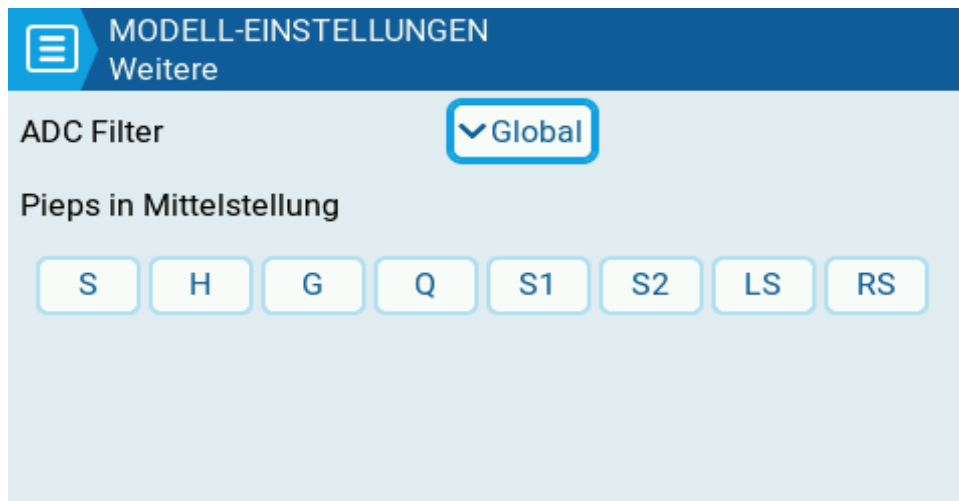 MODELL-EINSTELLUNGEN
Weitere
ADC Filter Global
Pieps in Mittelstellung
S H G Q S1 S2 LS RS